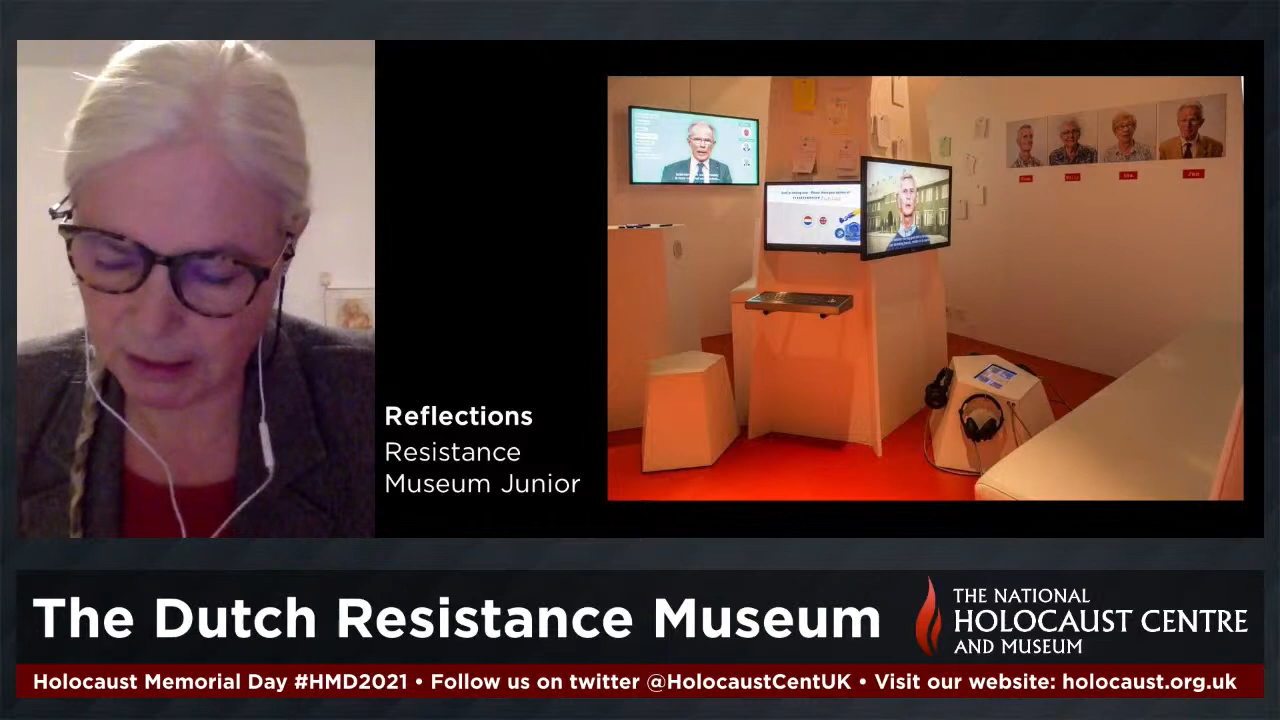 Reflections
Resistance
Museum Junior
Jan
The Dutch Resistance Museum
THE NATIONAL
HOLOCAUST CENTRE
AND MUSEUM
Holocaust Memorial Day #HMD2021 • Follow us on twitter @HolocaustCentUK • Visit our website: holocaust.org.uk